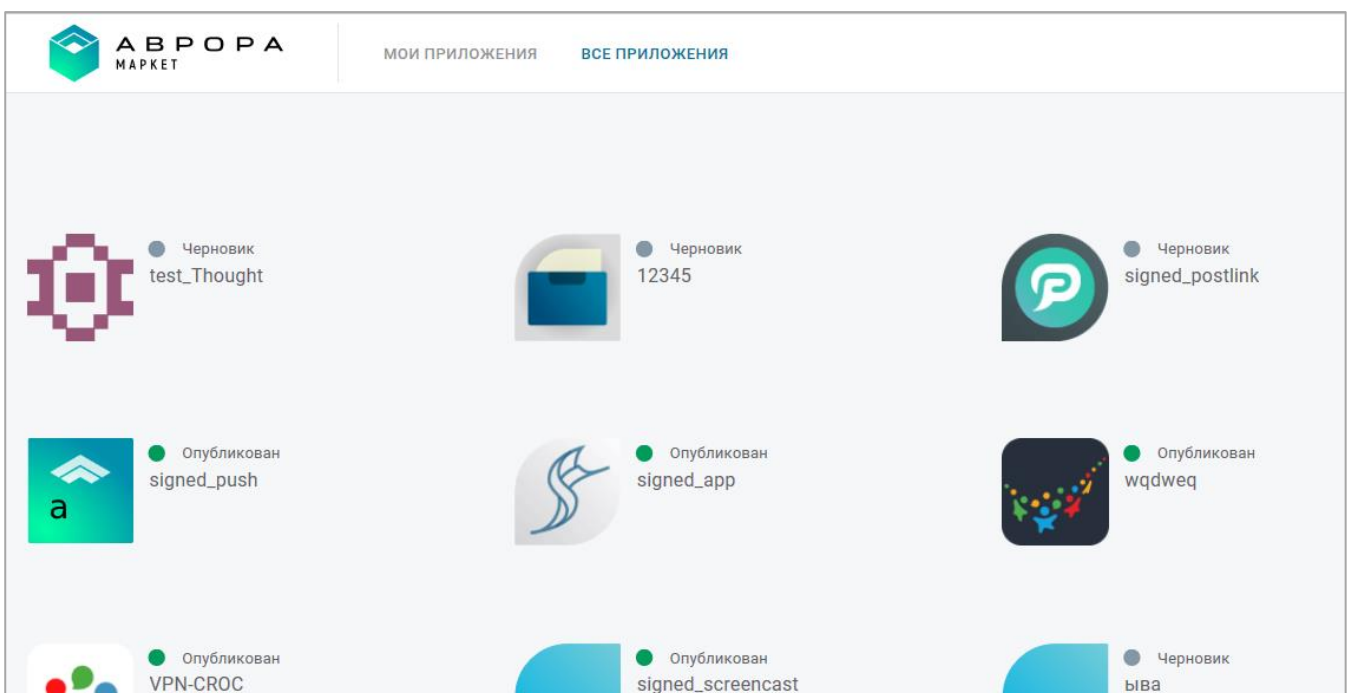 АВРОРА
МАРКЕТ
МОИ ПРИЛОЖЕНИЯ
ВСЕ ПРИЛОЖЕНИЯ
Черновик
test_Thought
Черновик
12345
Черновик
signed_postlink
a
Опубликован
signed_push
Опубликован
signed_app
Опубликован
wqdweq
Опубликован
VPN-CROC
Опубликован
signed_screencast
Черновик
ыва